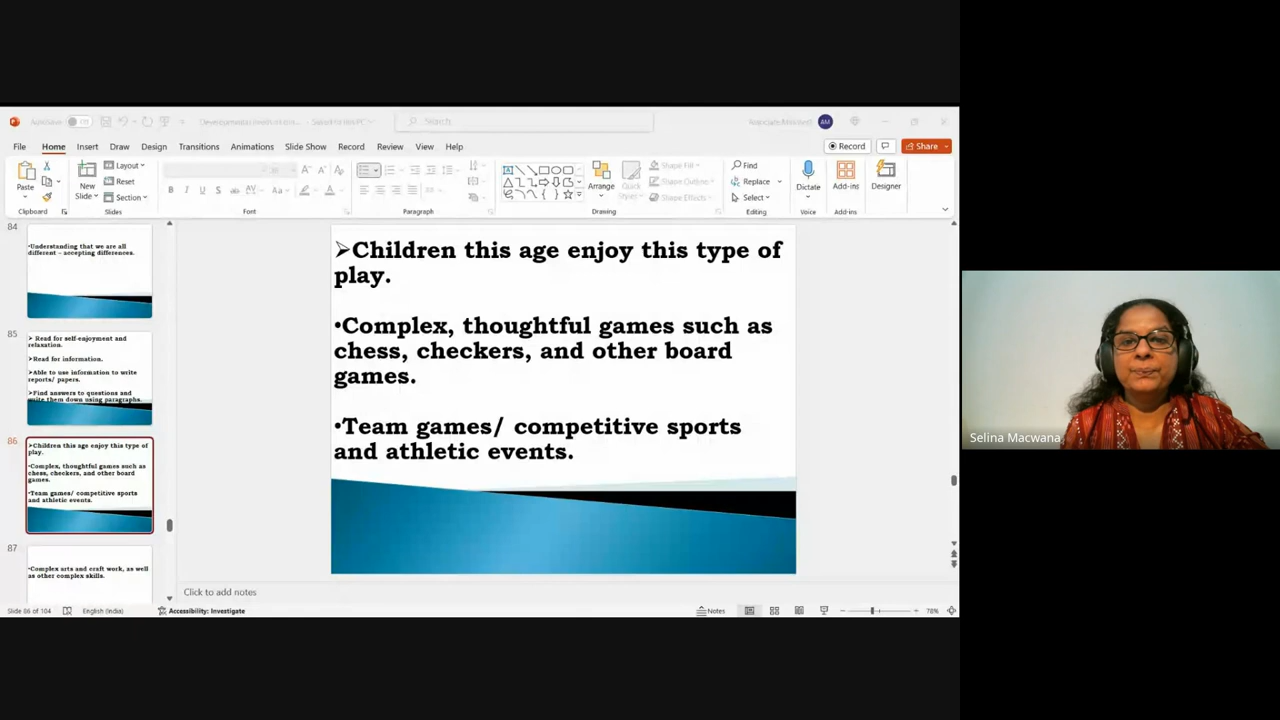 AutoSave
Search
AM
File Home Insert Draw Design Transitions Animations Slide Show Record Review View Help
Record
Share
Paste
New
Slide
Layout
Reset
Section
Arrange
Quick
Styles
Shape Fill
Shape Outline
Shape Effects
Find
Replace
Select
Dictate
Add-ins
Designer
Clipboard
Slides
Font
Paragraph
Drawing
Editing
Voice
Add-ins
84
•Understanding that we are all
different – accepting differences.
85
➤ Read for self-enjoyment and
relaxation.
➤Read for information.
➤Able to use information to write
reports/ papers.
➤Find answers to questions and
write them down using paragraphs.
86
➤Children this age enjoy this type of
play.
•Complex, thoughtful games such as
chess, checkers, and other board
games.
•Team games/ competitive sports
and athletic events.
87
•Complex arts and craft work, as well
as other complex skills.
➤Children this age enjoy this type of
play.
•Complex, thoughtful games such as
chess, checkers, and other board
games.
•Team games/ competitive sports
and athletic events.
Click to add notes
Slide 86 of 104
English (India)
Accessibility: Investigate
Notes
78%
Selina Macwana